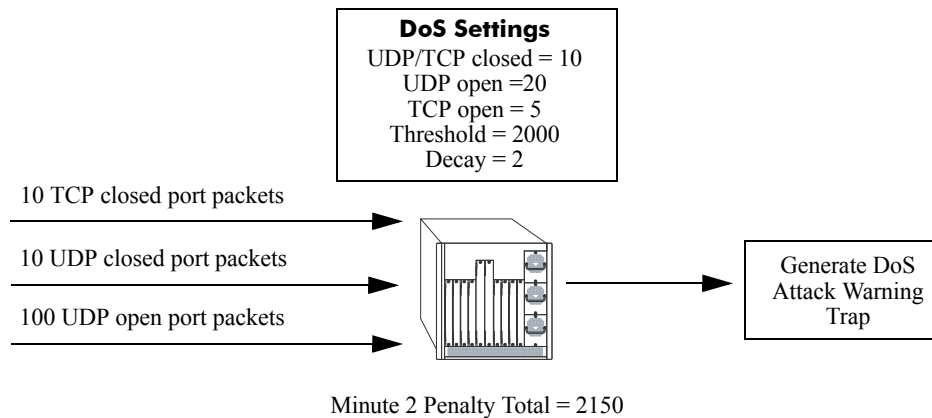 DoS Settings
UDP/TCP closed = 10
UDP open =20
TCP open = 5
Threshold = 2000
Decay = 2
10 TCP closed port packets
10 UDP closed port packets
100 UDP open port packets
Generate DoS
Attack Warning
Trap
Minute 2 Penalty Total = 2150